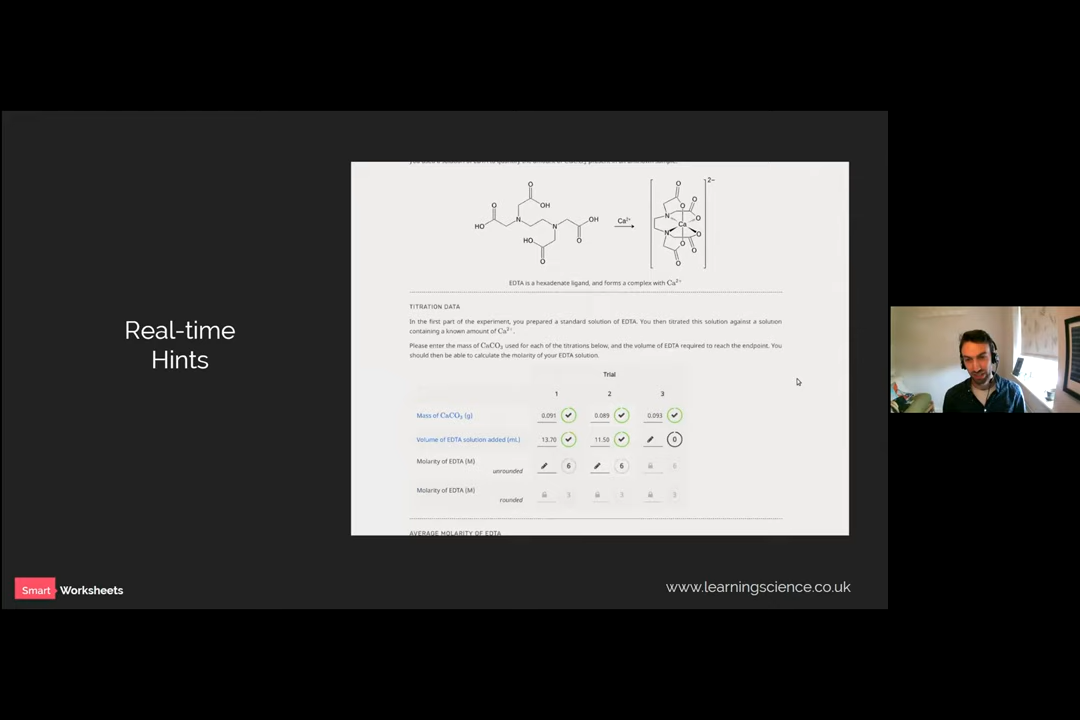 Real-time
Hints
2−
O
O
OH
O
N
OH
HO
N
HO
O
O
Ca²⁺
O
O
O
N
O
Ca
N
O
O
O
O
EDTA is a hexadenate ligand, and forms a complex with Ca²⁺
TITRATION DATA
In the first part of the experiment, you prepared a standard solution of EDTA. You then titrated this solution against a solution
containing a known amount of Ca²⁺.
Please enter the mass of CaCO₃ used for each of the titrations below, and the volume of EDTA required to reach the endpoint. You
should then be able to calculate the molarity of your EDTA solution.
Trial
1 2 3
Mass of CaCO₃ (g) 0.091 0.089 0.093
Volume of EDTA solution added (mL) 13.70 11.50 0
Molarity of EDTA (M) 6 6 6
unrounded
Molarity of EDTA (M) 3 3 3
rounded
AVERAGE MOLARITY OF EDTA
Smart Worksheets
www.learningscience.co.uk